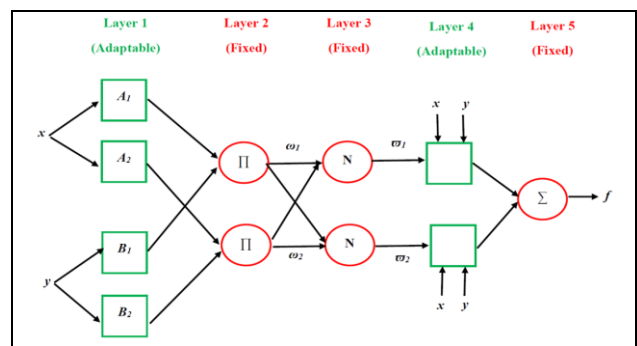 Layer 1 Layer 2 Layer 3 Layer 4 Layer 5
(Adaptable) (Fixed) (Fixed) (Adaptable) (Fixed)
A₁
x y
x
A₂
Π
ω₁
N
ϖ₁
Σ
f
B₁
y
Π
ω₂
N
ϖ₂
B₂
x y